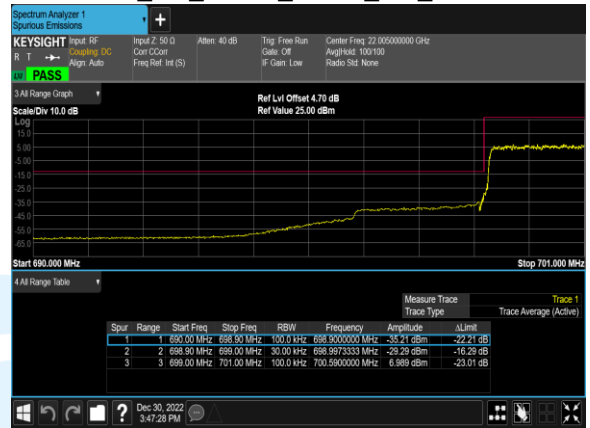 Spectrum Analyzer 1
Spurious Emissions
KEYSIGHT Input: RF Input Z: 50 Ω Atten: 40 dB Trig: Free Run Center Freq: 22.005000000 GHz
R T Coupling: DC Corr CCorr Gate: Off Avg|Hold: 100/100
Align: Auto Freq Ref: Int (S) IF Gain: Low Radio Std: None
PASS
3 All Range Graph
Ref Lvl Offset 4.70 dB
Scale/Div 10.0 dB Ref Value 25.00 dBm
Log
15.0
5.00
-5.00
-15.0
-25.0
-35.0
-45.0
-55.0
-65.0
Start 690.000 MHz Stop 701.000 MHz
4 All Range Table
Measure Trace Trace 1
Trace Type Trace Average (Active)
Spur Range Start Freq Stop Freq RBW Frequency Amplitude ΔLimit
1 1 690.00 MHz 698.90 MHz 100.0 kHz 698.9000000 MHz -35.21 dBm -22.21 dB
2 2 698.90 MHz 699.00 MHz 30.00 kHz 698.9973333 MHz -29.29 dBm -16.29 dB
3 3 699.00 MHz 701.00 MHz 100.0 kHz 700.5900000 MHz 6.989 dBm -23.01 dB
Dec 30, 2022
3:47:28 PM